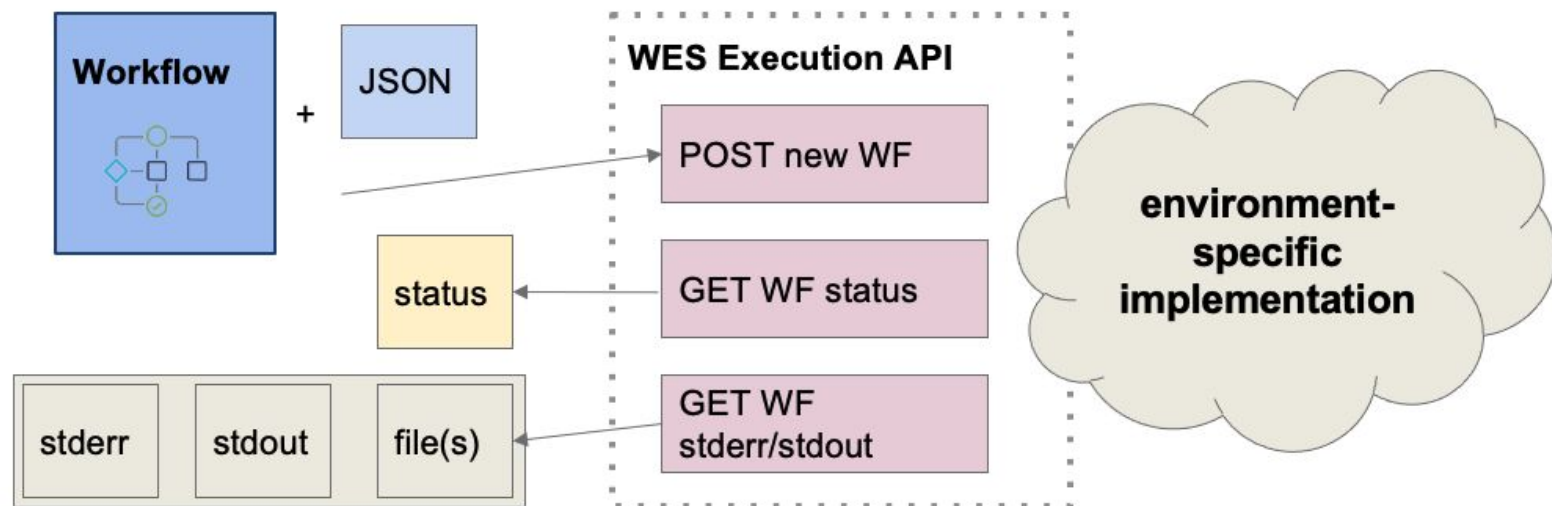 Workflow
+
JSON
WES Execution API
POST new WF
status
GET WF status
stderr
stdout
file(s)
GET WF
stderr/stdout
environment-
specific
implementation